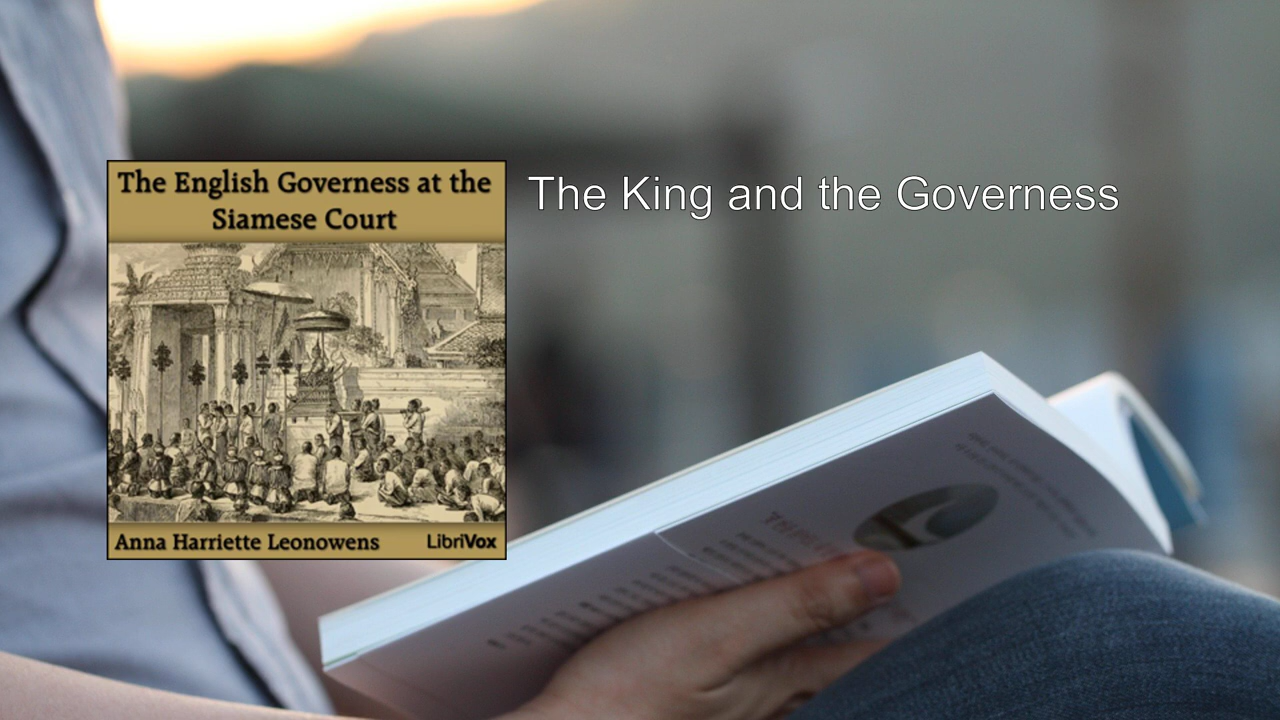 The English Governess at the
Siamese Court
The King and the Governess
Anna Harriette Leonowens
LibriVox